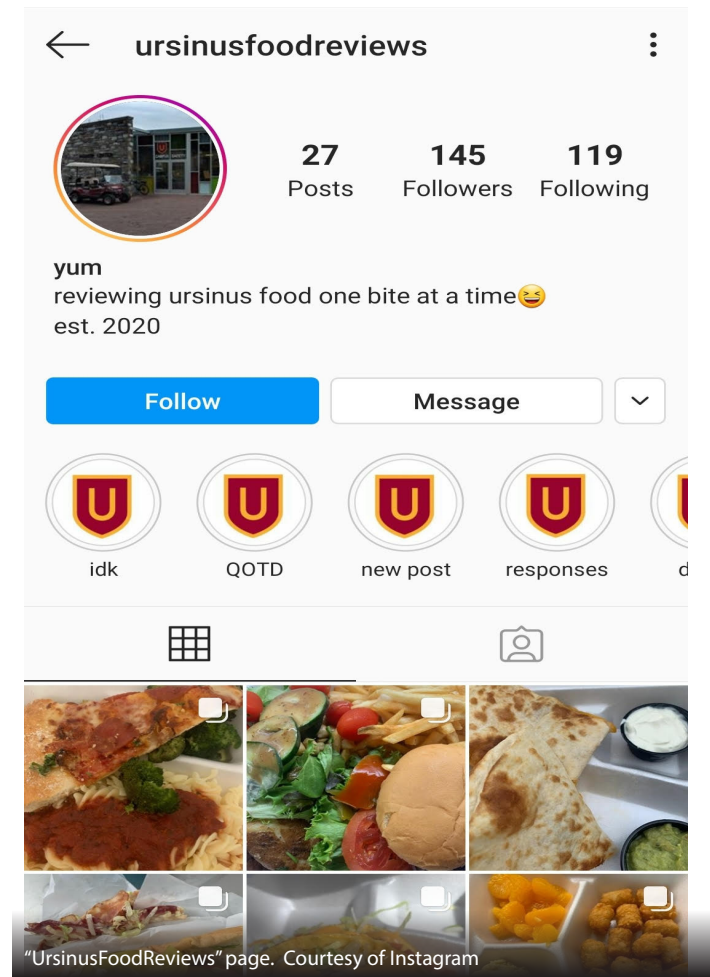 ursinusfoodreviews
27 145 119
Posts Followers Following
yum
reviewing ursinus food one bite at a time😆
est. 2020
Follow Message
U U U U
idk QOTD new post responses d
“UrsinusFoodReviews” page. Courtesy of Instagram